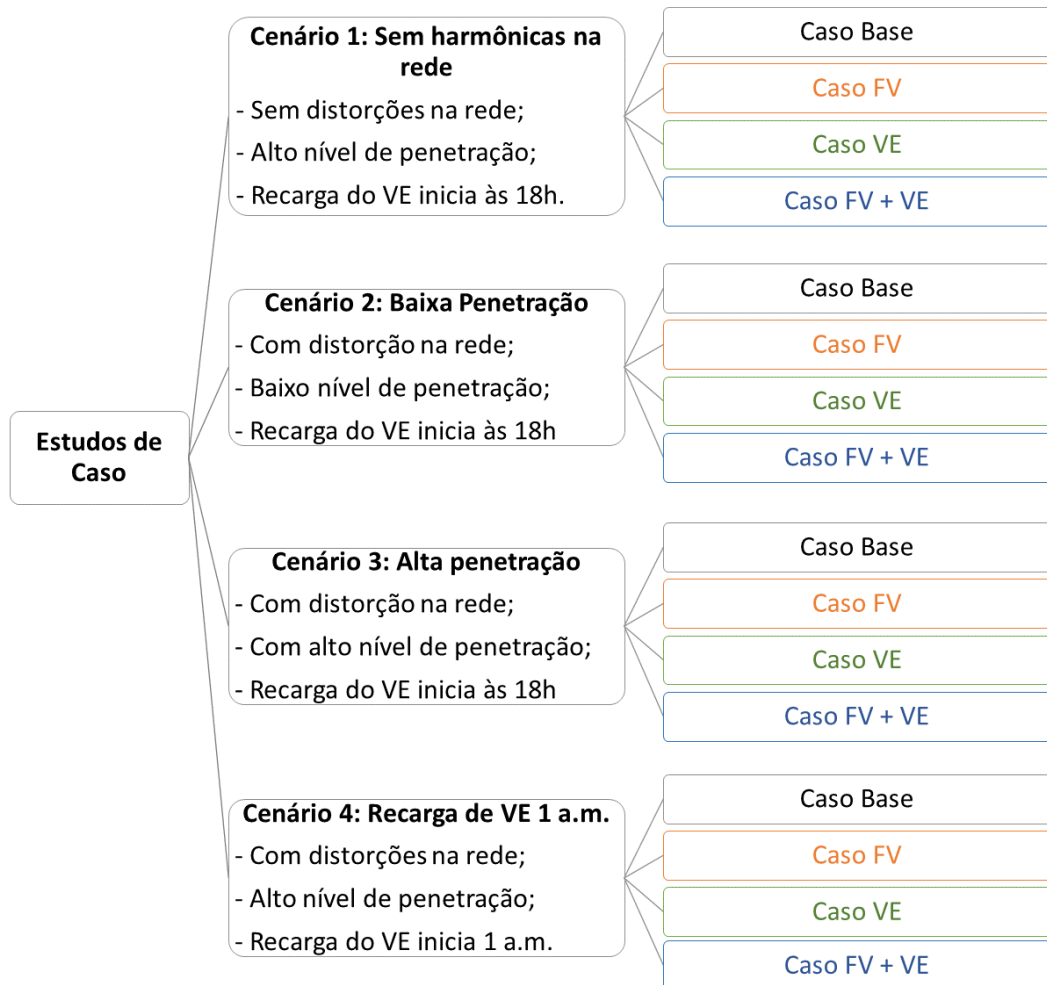 Estudos de
Caso
Cenário 1: Sem harmônicas na
rede
- Sem distorções na rede;
- Alto nível de penetração;
- Recarga do VE inicia às 18h.
Caso Base
Caso FV
Caso VE
Caso FV + VE
Cenário 2: Baixa Penetração
- Com distorção na rede;
- Baixo nível de penetração;
- Recarga do VE inicia às 18h
Caso Base
Caso FV
Caso VE
Caso FV + VE
Cenário 3: Alta penetração
- Com distorção na rede;
- Com alto nível de penetração;
- Recarga do VE inicia às 18h
Caso Base
Caso FV
Caso VE
Caso FV + VE
Cenário 4: Recarga de VE 1 a.m.
- Com distorções na rede;
- Alto nível de penetração;
- Recarga do VE inicia 1 a.m.
Caso Base
Caso FV
Caso VE
Caso FV + VE